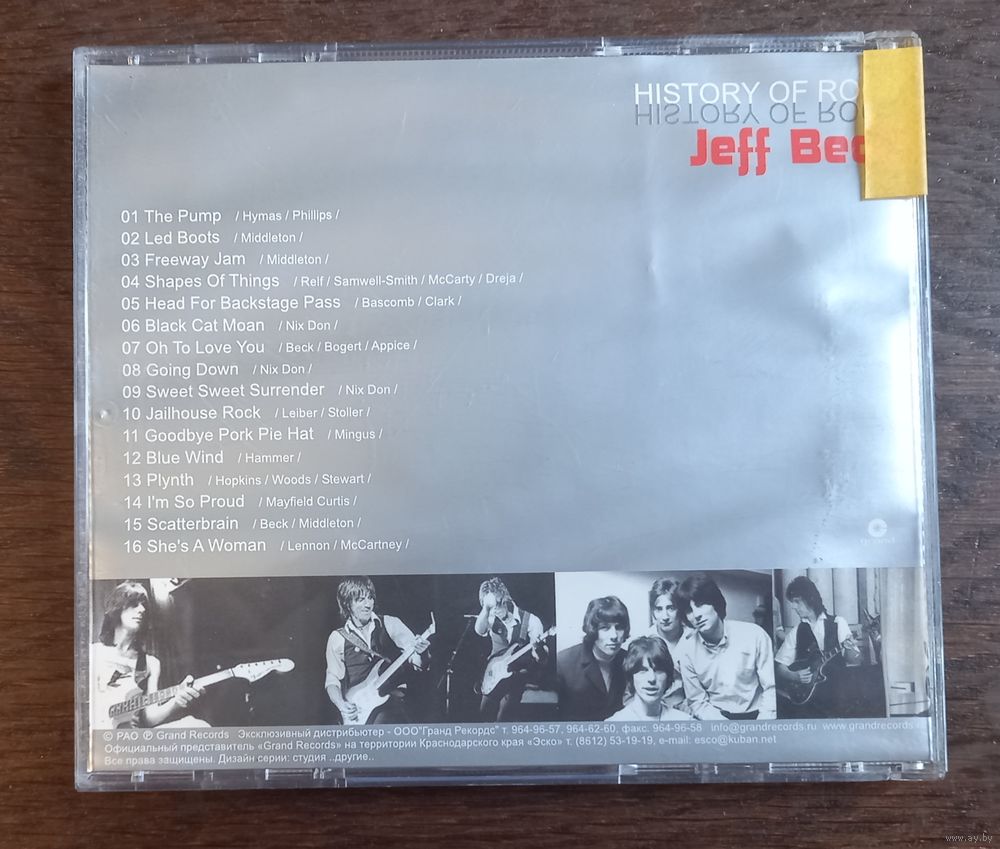 HISTORY OF RO
HISTORY OF RO
Jeff Bec
01 The Pump / Hymas / Phillips /
02 Led Boots / Middleton /
03 Freeway Jam / Middleton /
04 Shapes Of Things / Relf / Samwell-Smith / McCarty / Dreja /
05 Head For Backstage Pass / Bascomb / Clark /
06 Black Cat Moan / Nix Don /
07 Oh To Love You / Beck / Bogert / Appice /
08 Going Down / Nix Don /
09 Sweet Sweet Surrender / Nix Don /
10 Jailhouse Rock / Leiber / Stoller /
11 Goodbye Pork Pie Hat / Mingus /
12 Blue Wind / Hammer /
13 Plynth / Hopkins / Woods / Stewart /
14 I'm So Proud / Mayfield Curtis /
15 Scatterbrain / Beck / Middleton /
16 She's A Woman / Lennon / McCartney /
grand
© РАО ℗ Grand Records Эксклюзивный дистрибьютер - ООО"Гранд Рекордс" т. 964-96-57, 964-62-60, факс. 964-96-58 info@grandrecords.ru www.grandrecords.
Официальный представитель «Grand Records» на территории Краснодарского края «Эско» т. (8612) 53-19-19, e-mail: esco@kuban.net
Все права защищены. Дизайн серии: студия ..другие..
www.ay.by